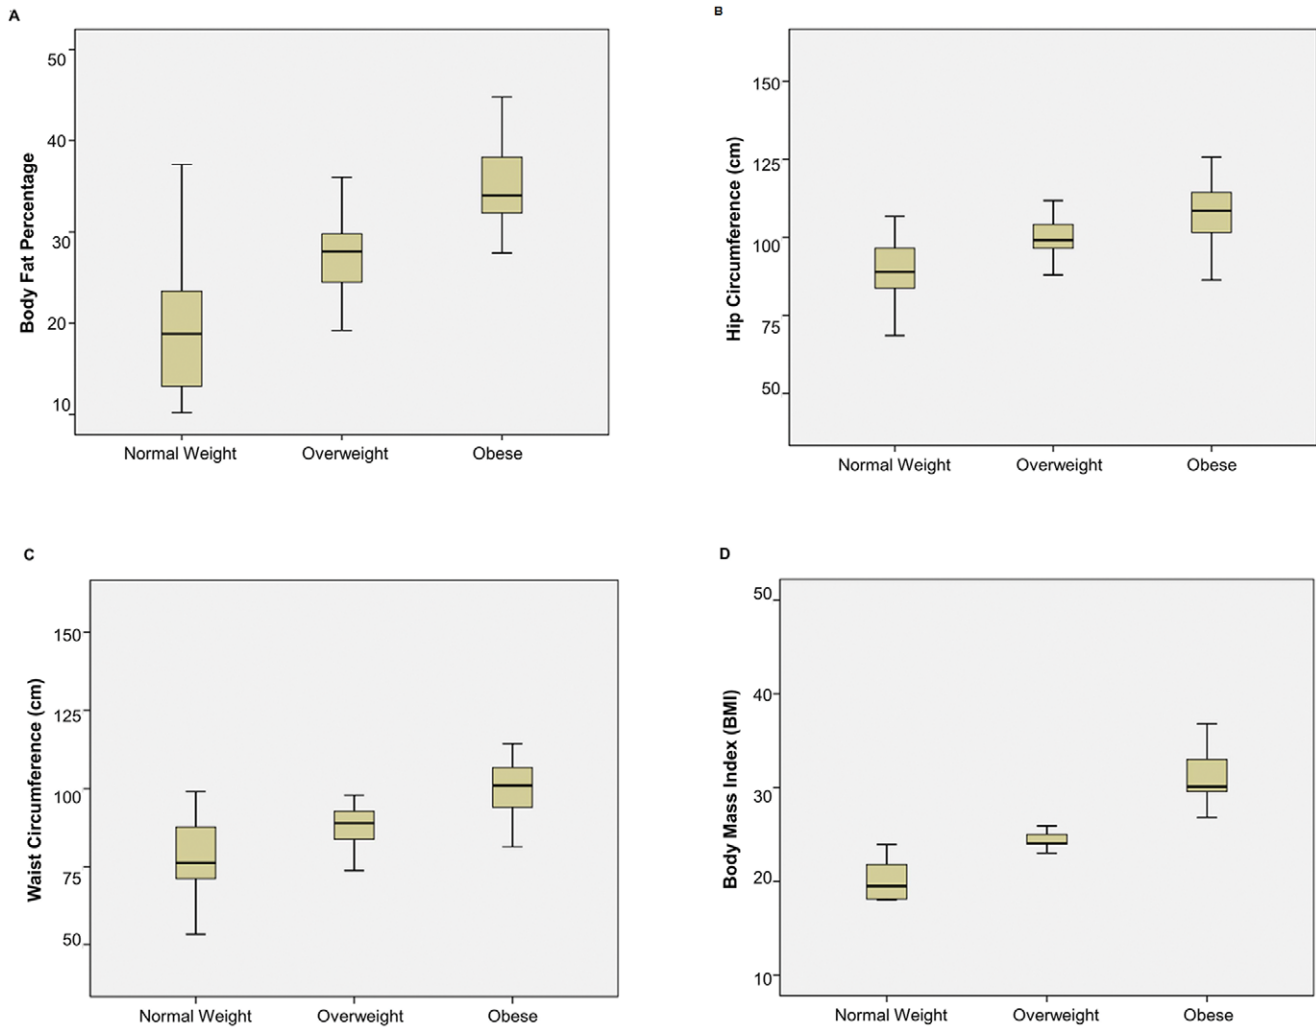 A
Body Fat Percentage
50
40
30
20
10
Normal Weight Overweight Obese
B
Hip Circumference (cm)
150
125
100
75
50
Normal Weight Overweight Obese
C
Waist Circumference (cm)
150
125
100
75
50
Normal Weight Overweight Obese
D
Body Mass Index (BMI)
50
40
30
20
10
Normal Weight Overweight Obese